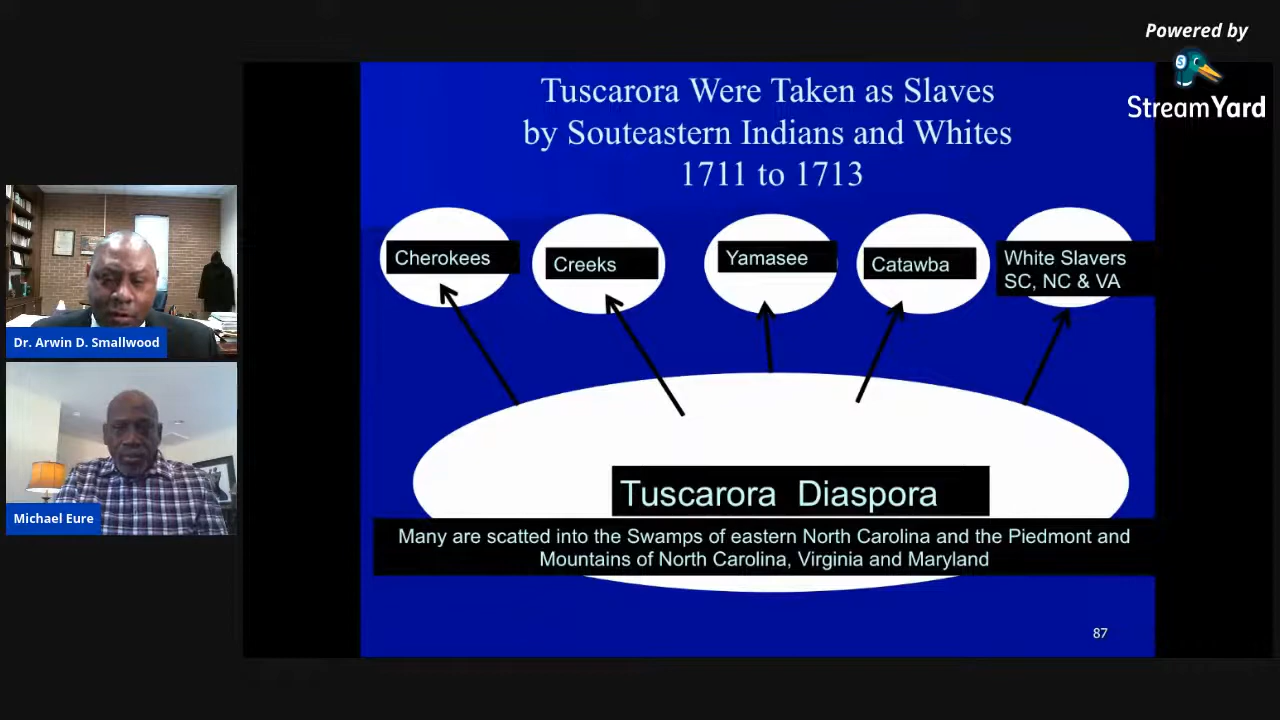 Powered by
StreamYard
Tuscarora Were Taken as Slaves
by Souteastern Indians and Whites
1711 to 1713
Cherokees
Creeks
Yamasee
Catawba
White Slavers
SC, NC & VA
Dr. Arwin D. Smallwood
Michael Eure
Tuscarora Diaspora
Many are scatted into the Swamps of eastern North Carolina and the Piedmont and
Mountains of North Carolina, Virginia and Maryland
87